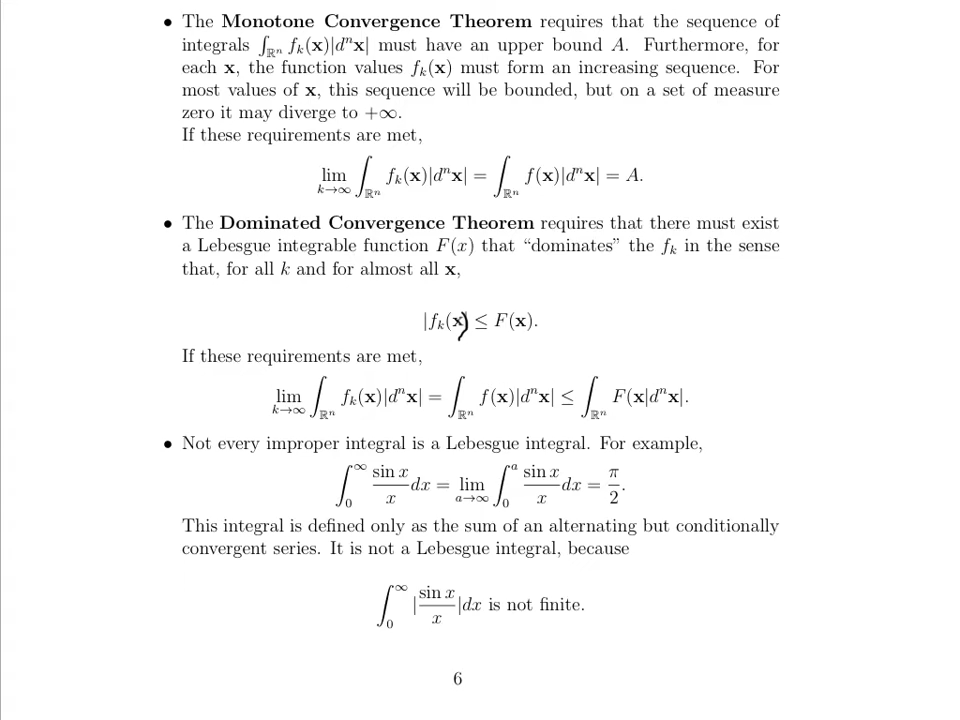 • The Monotone Convergence Theorem requires that the sequence of
integrals ∫_{ℝⁿ} f_k(x)|dⁿx| must have an upper bound A. Furthermore, for
each x, the function values f_k(x) must form an increasing sequence. For
most values of x, this sequence will be bounded, but on a set of measure
zero it may diverge to +∞.
If these requirements are met,
lim_{k→∞} ∫_{ℝⁿ} f_k(x)|dⁿx| = ∫_{ℝⁿ} f(x)|dⁿx| = A.
• The Dominated Convergence Theorem requires that there must exist
a Lebesgue integrable function F(x) that “dominates” the f_k in the sense
that, for all k and for almost all x,
|f_k(x) ≤ F(x).
If these requirements are met,
lim_{k→∞} ∫_{ℝⁿ} f_k(x)|dⁿx| = ∫_{ℝⁿ} f(x)|dⁿx| ≤ ∫_{ℝⁿ} F(x|dⁿx|.
• Not every improper integral is a Lebesgue integral. For example,
∫_0^∞ \frac{sin x}{x} dx = lim_{a→∞} ∫_0^a \frac{sin x}{x} dx = \frac{π}{2}.
This integral is defined only as the sum of an alternating but conditionally
convergent series. It is not a Lebesgue integral, because
∫_0^∞ |\frac{sin x}{x}|dx is not finite.
6